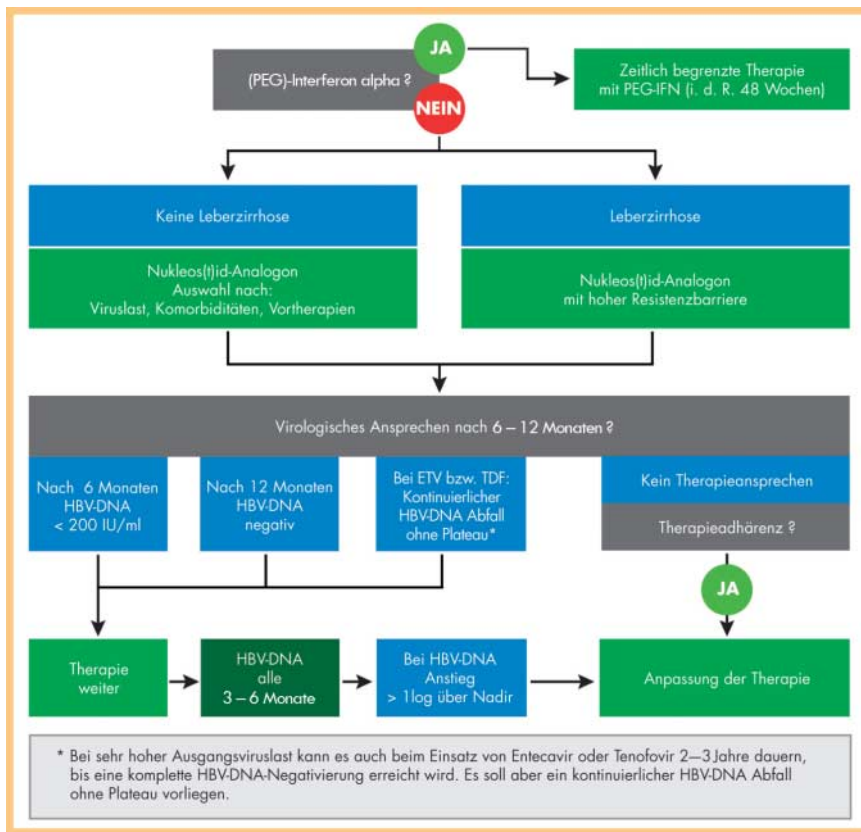 (PEG)-Interferon alpha ?
JA
NEIN
Zeitlich begrenzte Therapie
mit PEG-IFN (i. d. R. 48 Wochen)
Keine Leberzirrhose
Nukleos(t)id-Analogon
Auswahl nach:
Viruslast, Komorbiditäten, Vortherapien
Leberzirrhose
Nukleos(t)id-Analogon
mit hoher Resistenzbarriere
Virologisches Ansprechen nach 6 – 12 Monaten ?
Nach 6 Monaten
HBV-DNA
< 200 IU/ml
Nach 12 Monaten
HBV-DNA
negativ
Bei ETV bzw. TDF:
Kontinuierlicher
HBV-DNA Abfall
ohne Plateau*
Kein Therapieansprechen
Therapieadhärenz ?
JA
Therapie
weiter
HBV-DNA
alle
3 – 6 Monate
Bei HBV-DNA
Anstieg
> 1log über Nadir
Anpassung der Therapie
* Bei sehr hoher Ausgangsviruslast kann es auch beim Einsatz von Entecavir oder Tenofovir 2—3 Jahre dauern,
bis eine komplette HBV-DNA-Negativierung erreicht wird. Es soll aber ein kontinuierlicher HBV-DNA Abfall
ohne Plateau vorliegen.